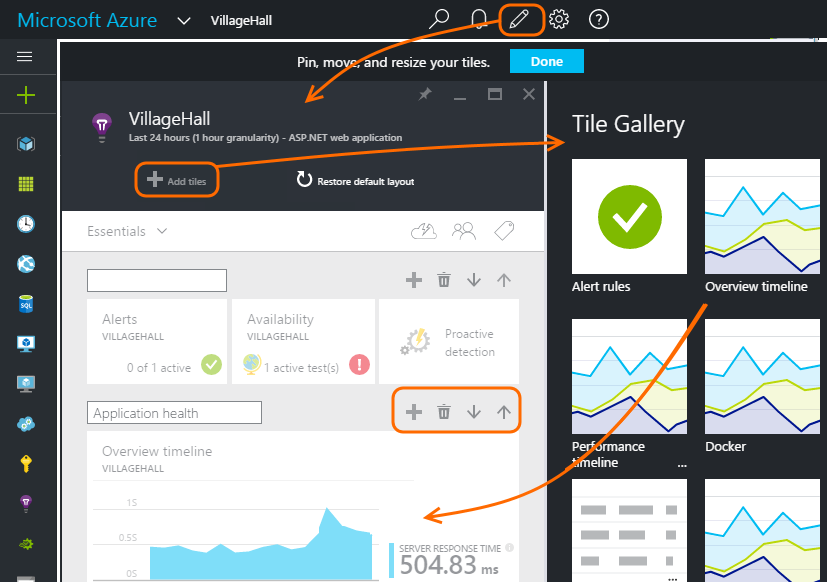 Microsoft Azure
VillageHall
Pin, move, and resize your tiles.
Done
VillageHall
Last 24 hours (1 hour granularity) - ASP.NET web application
Add tiles
Restore default layout
Essentials
Alerts
VILLAGEHALL
0 of 1 active
Availability
VILLAGEHALL
1 active test(s)
Proactive
detection
Application health
Overview timeline
VILLAGEHALL
1S
0.5S
0S
SERVER RESPONSE TIME
504.83 ms
Tile Gallery
Alert rules
Overview timeline
Performance
timeline
...
Docker
...
SQL